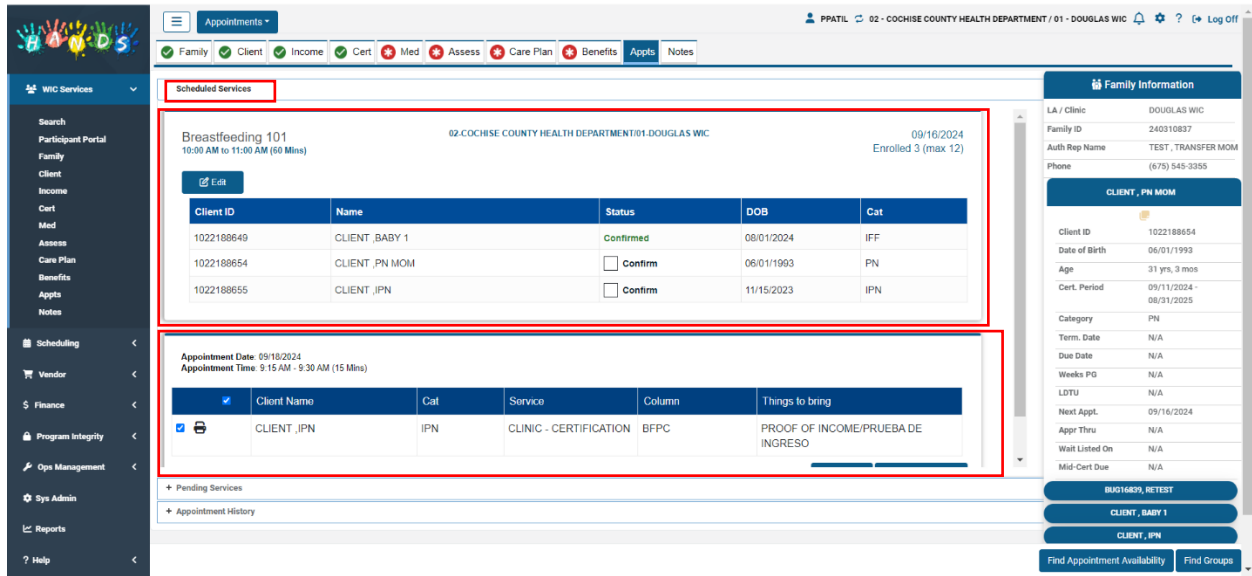 HANDS
Appointments
PPATIL 02 - COCHISE COUNTY HEALTH DEPARTMENT / 01 - DOUGLAS WIC ? Log Off
Family Client Income Cert Med Assess Care Plan Benefits Appts Notes
WIC Services
Search
Participant Portal
Family
Client
Income
Cert
Med
Assess
Care Plan
Benefits
Appts
Notes
Scheduling
Vendor
$ Finance
Program Integrity
Ops Management
Sys Admin
Reports
? Help
Scheduled Services
Breastfeeding 101
10:00 AM to 11:00 AM (60 Mins)
02-COCHISE COUNTY HEALTH DEPARTMENT/01-DOUGLAS WIC
09/16/2024
Enrolled 3 (max 12)
Edit
Client ID Name Status DOB Cat
1022188649 CLIENT ,BABY 1 Confirmed 08/01/2024 IFF
1022188654 CLIENT ,PN MOM Confirm 06/01/1993 PN
1022188655 CLIENT ,IPN Confirm 11/15/2023 IPN
Appointment Date: 09/18/2024
Appointment Time: 9:15 AM - 9:30 AM (15 Mins)
Client Name Cat Service Column Things to bring
CLIENT ,IPN IPN CLINIC - CERTIFICATION BFPC PROOF OF INCOME/PRUEBA DE
INGRESO
+ Pending Services
+ Appointment History
Family Information
LA / Clinic DOUGLAS WIC
Family ID 240310837
Auth Rep Name TEST , TRANSFER MOM
Phone (675) 545-3355
CLIENT , PN MOM
Client ID 1022188654
Date of Birth 06/01/1993
Age 31 yrs, 3 mos
Cert. Period 09/11/2024 -
08/31/2025
Category PN
Term. Date N/A
Due Date N/A
Weeks PG N/A
LDTU N/A
Next Appt. 09/16/2024
Appr Thru N/A
Wait Listed On N/A
Mid-Cert Due N/A
BUG16839, RETEST
CLIENT , BABY 1
CLIENT , IPN
Find Appointment Availability Find Groups